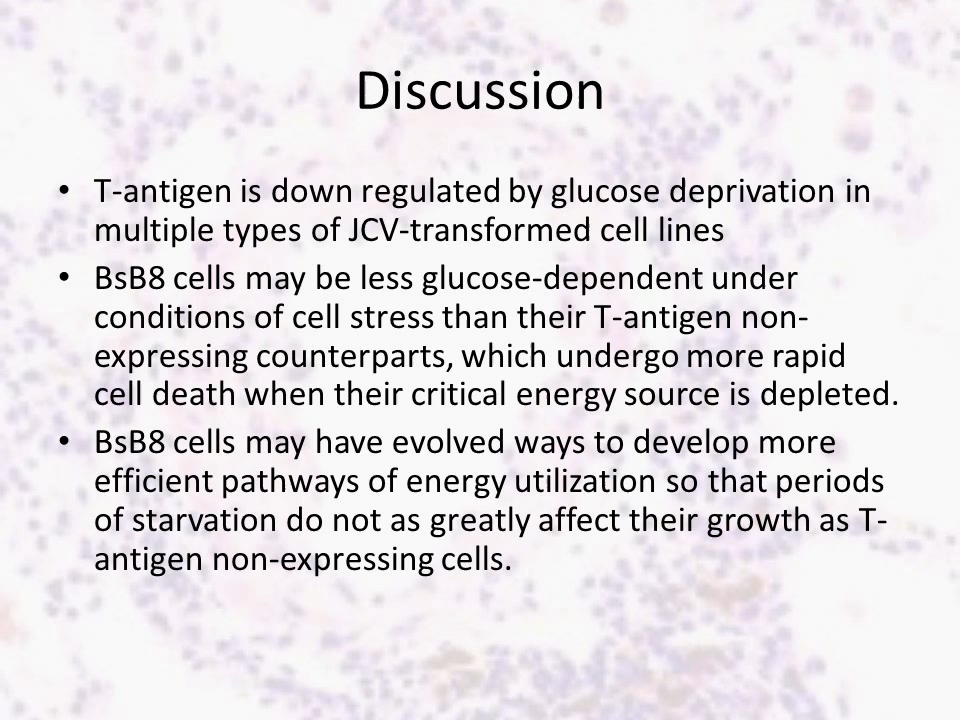 Discussion
• T-antigen is down regulated by glucose deprivation in
multiple types of JCV-transformed cell lines
• BsB8 cells may be less glucose-dependent under
conditions of cell stress than their T-antigen non-
expressing counterparts, which undergo more rapid
cell death when their critical energy source is depleted.
• BsB8 cells may have evolved ways to develop more
efficient pathways of energy utilization so that periods
of starvation do not as greatly affect their growth as T-
antigen non-expressing cells.